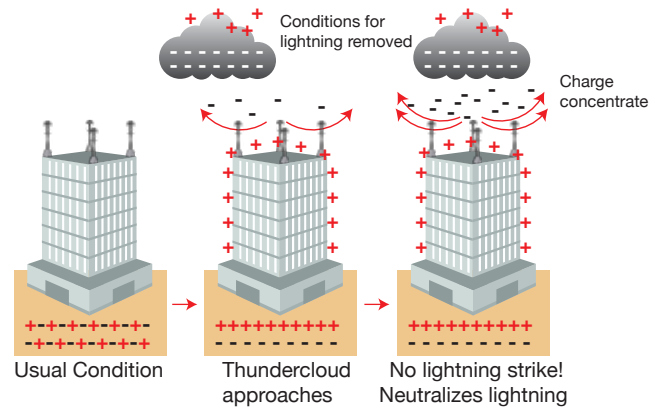 Conditions for
lightning removed
Charge
concentrate
Usual Condition
Thundercloud
approaches
No lightning strike!
Neutralizes lightning